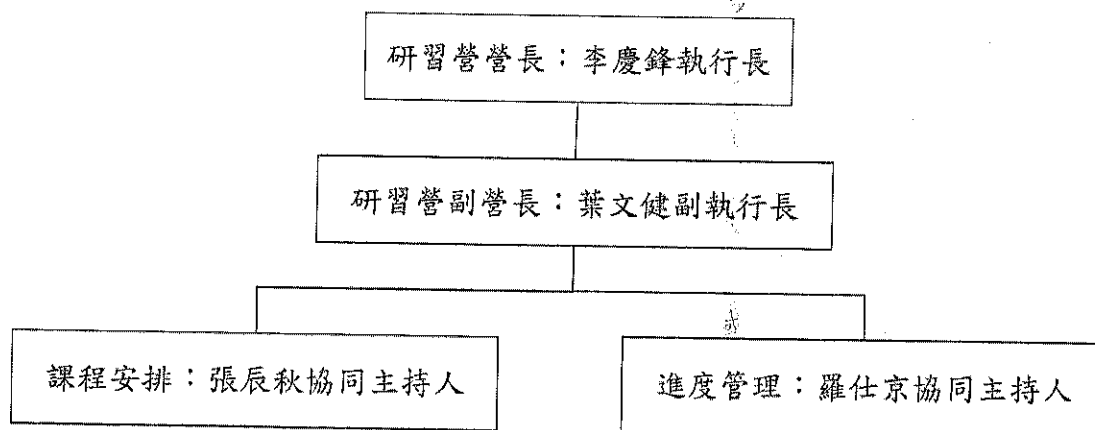 研習營營長：李慶鋒執行長
研習營副營長：葉文健副執行長
課程安排：張辰秋協同主持人
進度管理：羅仕京協同主持人